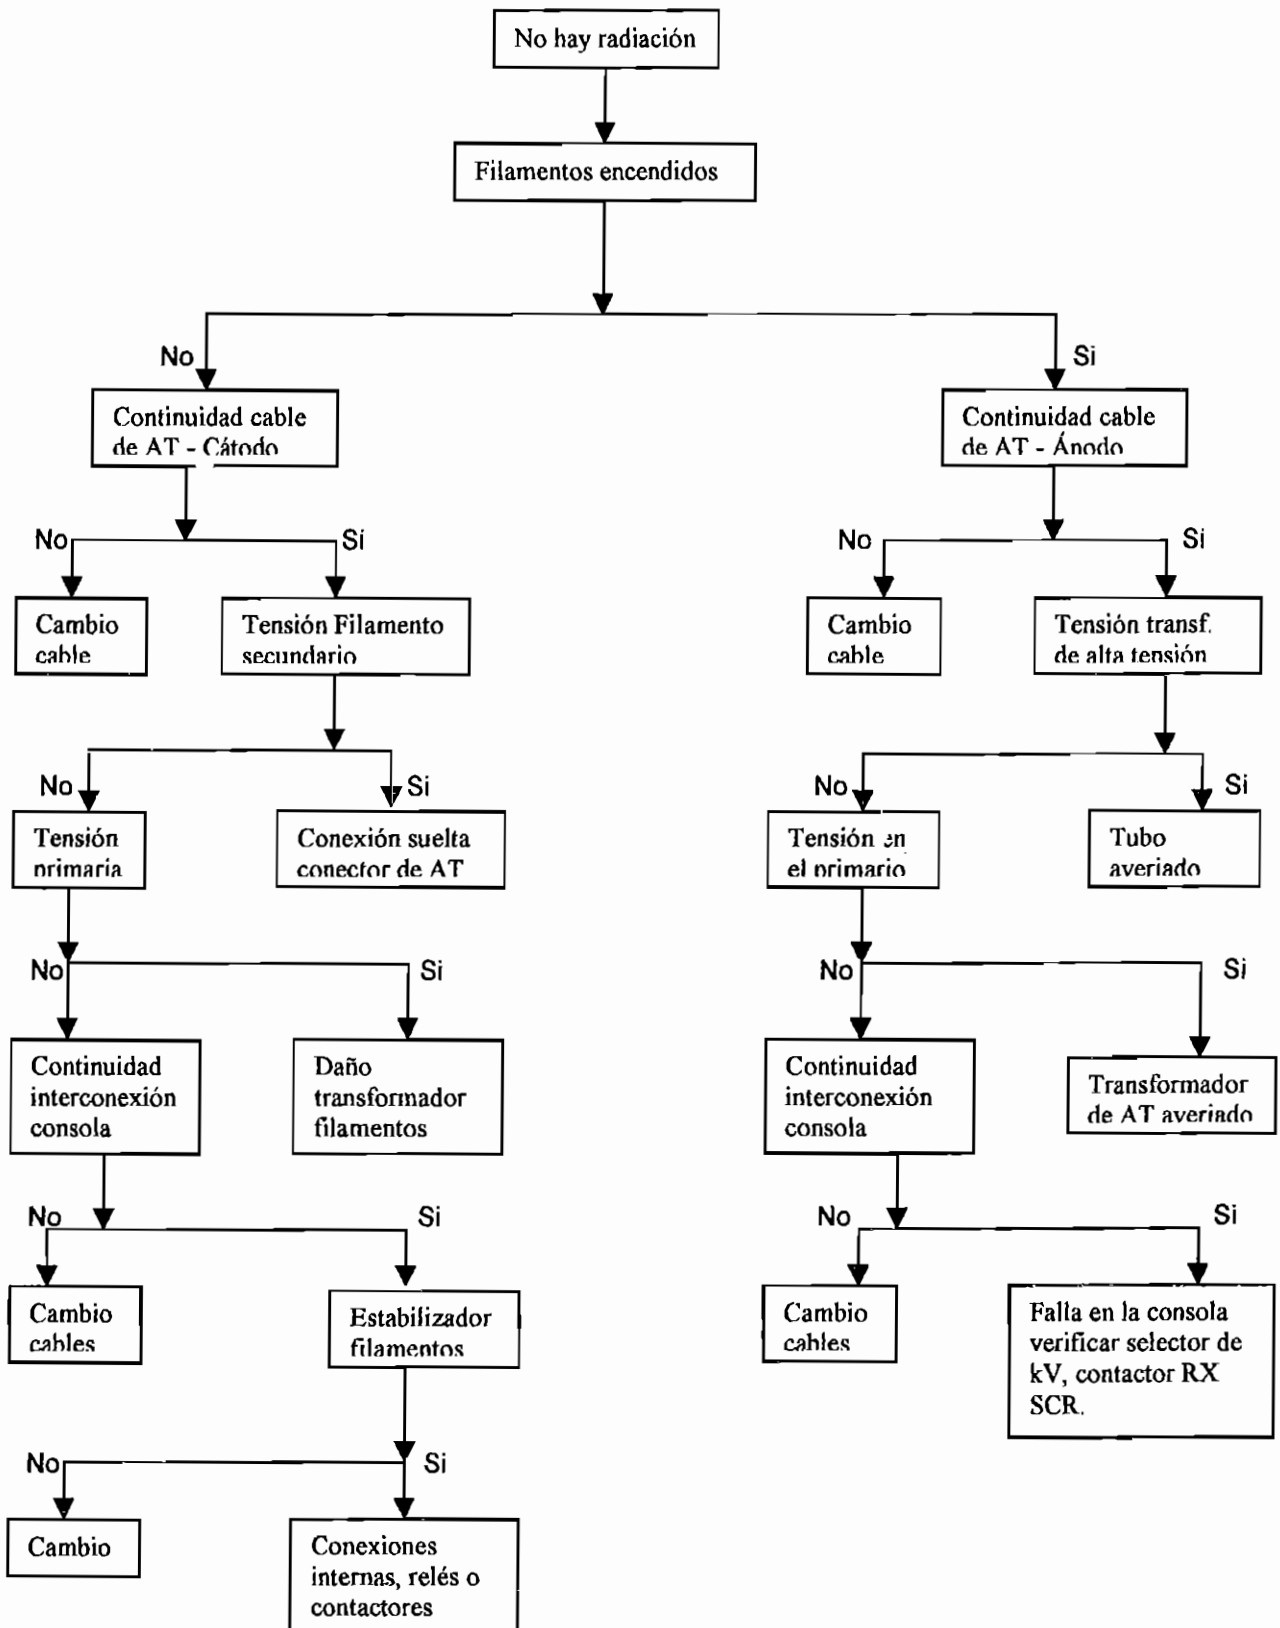 No hay radiación
Filamentos encendidos
No
Si
Continuidad cable
de AT - Cátodo
Continuidad cable
de AT - Ánodo
No
Si
No
Si
Cambio
cable
Tensión Filamento
secundario
Cambio
cable
Tensión transf.
de alta tensión
No
Si
No
Si
Tensión
primaria
Conexión suelta
conector de AT
Tensión en
el primario
Tubo
averiado
No
Si
No
Si
Continuidad
interconexión
consola
Daño
transformador
filamentos
Continuidad
interconexión
consola
Transformador
de AT averiado
No
Si
No
Si
Cambio
cables
Estabilizador
filamentos
Cambio
cables
Falla en la consola
verificar selector de
kV, contactor RX
SCR.
No
Si
Cambio
Conexiones
internas, relés o
contactores